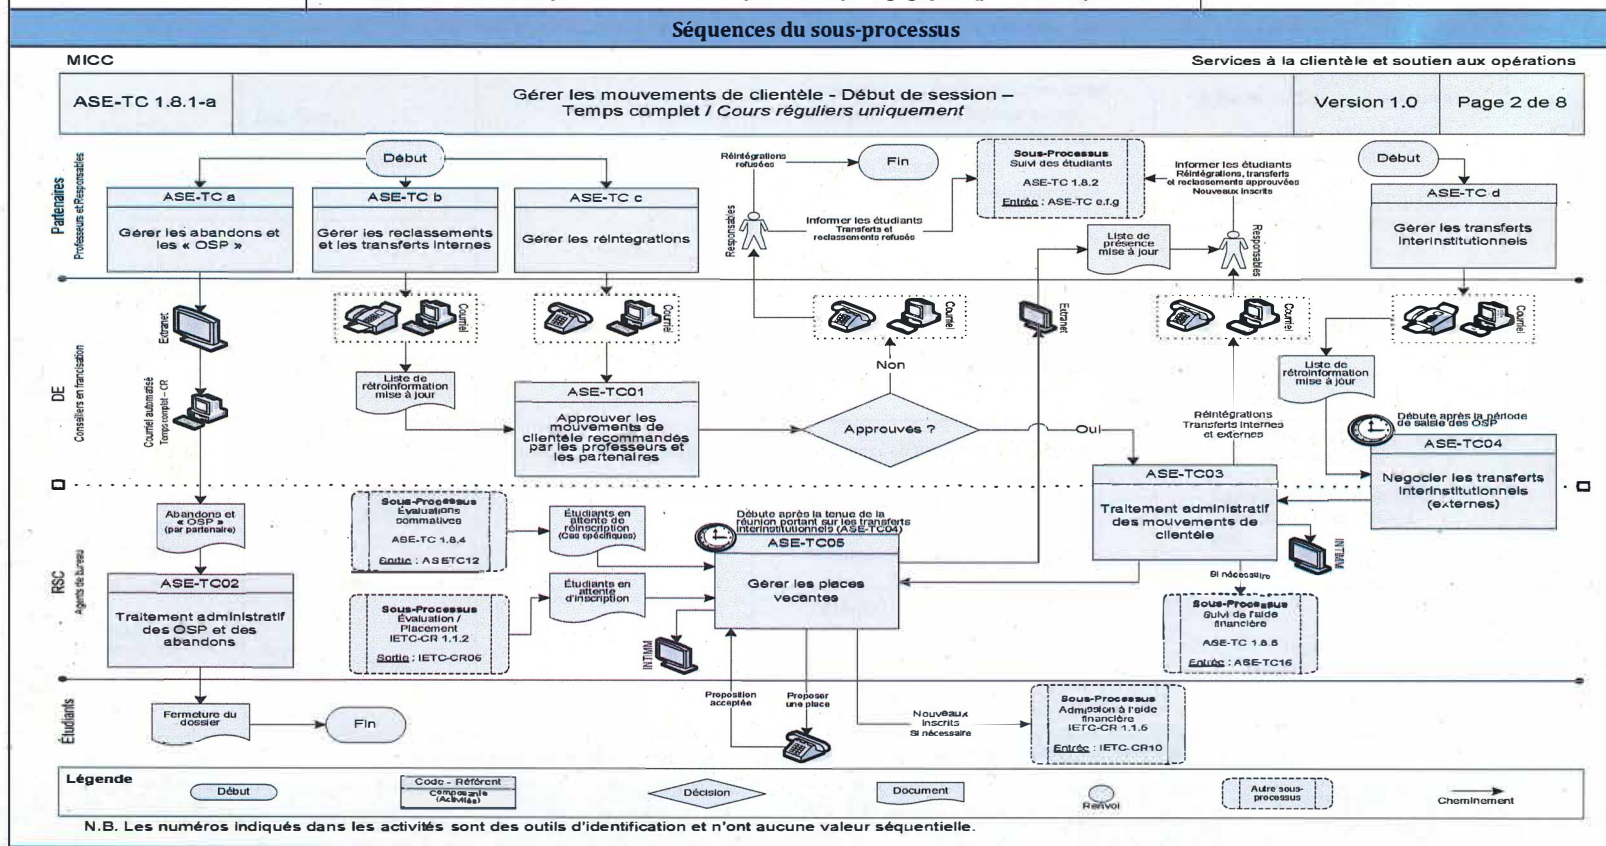 Séquences du sous-processus
MICC
Services à la clientèle et soutien aux opérations
ASE-TC 1.8.1-a
Gérer les mouvements de clientèle - Début de session –
Temps complet / Cours réguliers uniquement
Version 1.0
Page 2 de 8
Partenaires
Professeurs et Responsables
Début
ASE-TC a
Gérer les abandons et
les « OSP »
ASE-TC b
Gérer les reclassements
et les transferts internes
ASE-TC c
Gérer les réintégrations
Réintégrations
refusées
Fin
Responsables
Informer les étudiants
Transferts et
reclassements refusés
Sous-Processus
Suivi des étudiants
ASE-TC 1.8.2
Entrée : ASE-TC e.f.g
Informer les étudiants
Réintégrations, transferts
et reclassements approuvées
Nouveaux inscrits
Liste de
présence
mise à jour
Responsables
Début
ASE-TC d
Gérer les transferts
interinstitutionnels
DE
Conseillers en francisation
Extranet
Courriel automatisé
Temps complet – CR
Courriel
Courriel
Courriel
Extranet
Courriel
Courriel
Liste de
rétroinformation
mise à jour
ASE-TC01
Approuver les
mouvements de
clientèle recommandés
par les professeurs et
les partenaires
Non
Approuvés ?
Oui
Réintégrations
Transferts internes
et externes
Liste de
rétroinformation
mise à jour
Débute après la période
de saisie des OSP
ASE-TC04
Négocier les transferts
interinstitutionnels
(externes)
RSC
Agents de bureau
Abandons et
« OSP »
(par partenaire)
ASE-TC02
Traitement administratif
des OSP et des
abandons
Sous-Processus
Évaluations
sommatives
ASE-TC 1.8.4
Sortie : ASETC12
Étudiants en
attente de
réinscription
(Cas spécifiques)
Sous-Processus
Évaluation /
Placement
IETC-CR 1.1.2
Sortie : IETC-CR06
Étudiants en
attente
d'inscription
Débute après la tenue de la
réunion portant sur les transferts
interinstitutionnels (ASE-TC04)
ASE-TC05
Gérer les places
vacantes
INTIMM
ASE-TC03
Traitement administratif
des mouvements de
clientèle
INTIMM
Si nécessaire
Sous-Processus
Suivi de l'aide
financière
ASE-TC 1.8.5
Entrée : ASE-TC16
Étudiants
Fermeture du
dossier
Fin
Proposition
acceptée
Proposer
une place
Nouveaux
inscrits
Si nécessaire
Sous-Processus
Admission à l'aide
financière
IETC-CR 1.1.5
Entrée : IETC-CR10
Légende
Début
Code - Référent
Composante
(Activités)
Décision
Document
Renvoi
Autre sous-
processus
Cheminement
N.B. Les numéros indiqués dans les activités sont des outils d'identification et n'ont aucune valeur séquentielle.